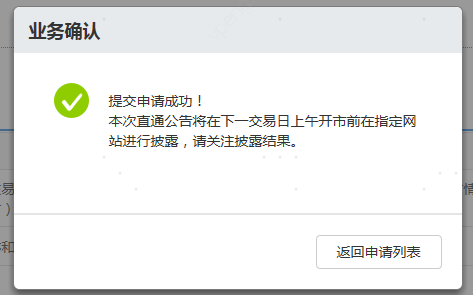 业务确认
提交申请成功！
本次直通公告将在下一交易日上午开市前在指定网
站进行披露，请关注披露结果。
返回申请列表